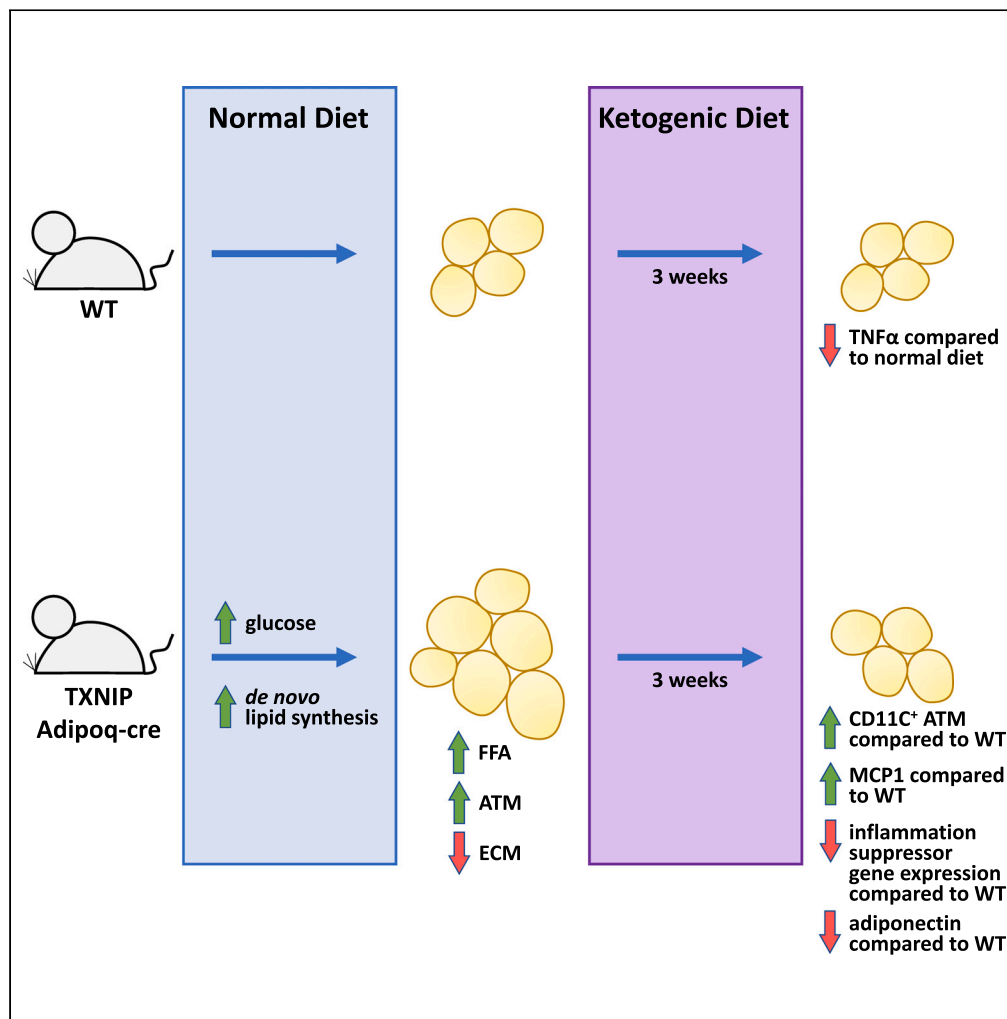 Normal Diet
Ketogenic Diet
WT
3 weeks
TNFα compared
to normal diet
TXNIP
Adipoq-cre
glucose
de novo
lipid synthesis
FFA
ATM
ECM
3 weeks
CD11C⁺ ATM
compared to WT
MCP1 compared
to WT
inflammation
suppressor
gene expression
compared to WT
adiponectin
compared to WT